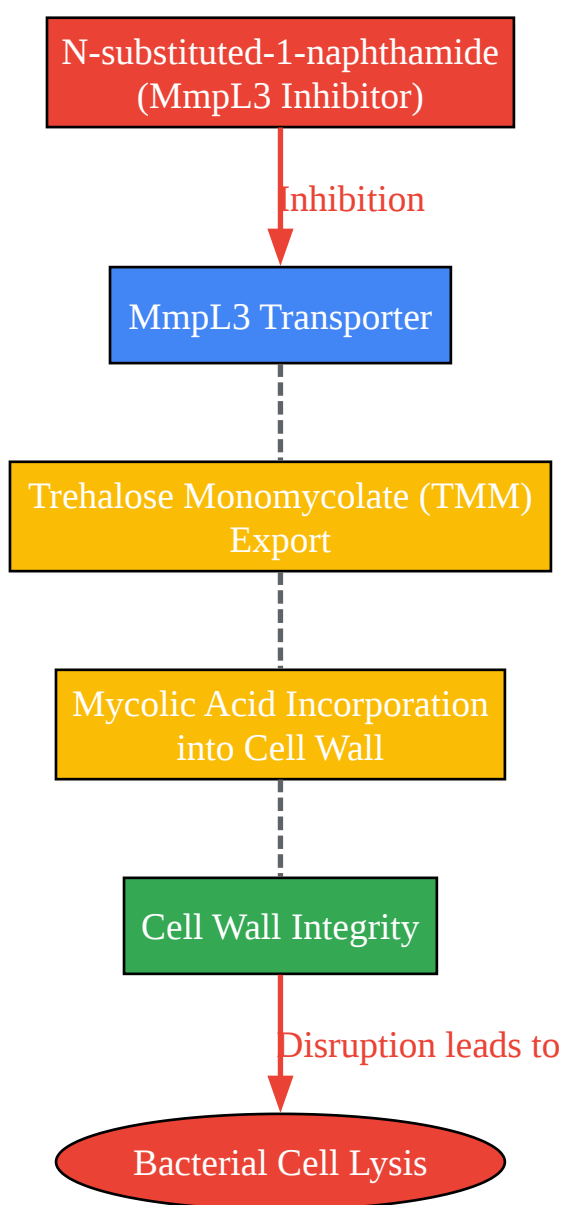 N-substituted-1-naphthamide
(MmpL3 Inhibitor)
Inhibition
MmpL3 Transporter
Trehalose Monomycolate (TMM)
Export
Mycolic Acid Incorporation
into Cell Wall
Cell Wall Integrity
Disruption leads to
Bacterial Cell Lysis